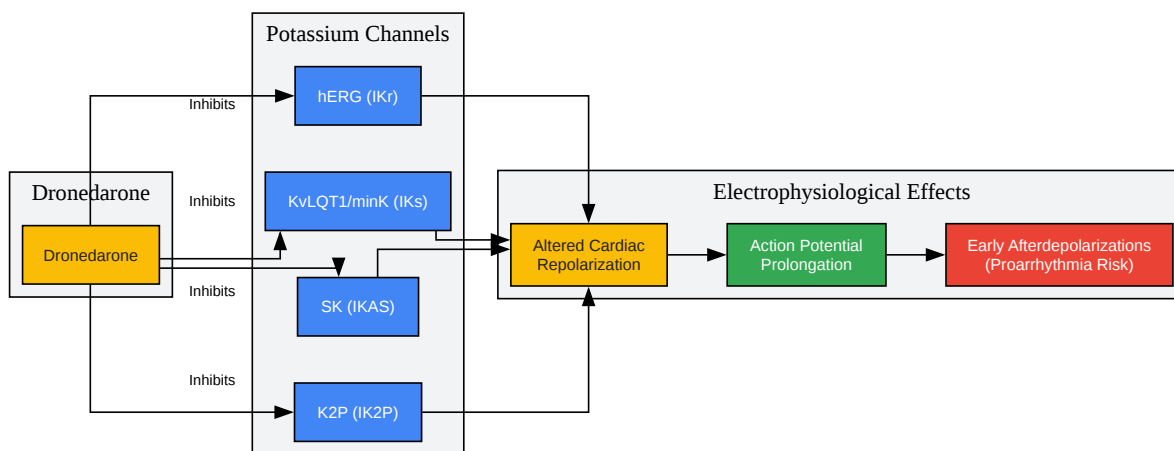 Potassium Channels
hERG (IKr)
Inhibits
Dronedarone
Inhibits
KvLQT1/minK (IKs)
Electrophysiological Effects
Dronedarone
Altered Cardiac
Repolarization
Action Potential
Prolongation
Early Afterdepolarizations
(Proarrhythmia Risk)
Inhibits
SK (IKAS)
Inhibits
K2P (IK2P)